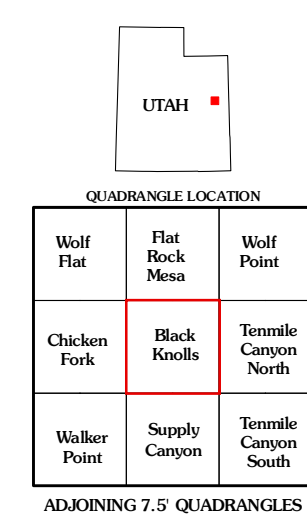 UTAH
QUADRANGLE LOCATION
Wolf
Flat
Flat
Rock
Mesa
Wolf
Point
Chicken
Fork
Black
Knolls
Tenmile
Canyon
North
Walker
Point
Supply
Canyon
Tenmile
Canyon
South
ADJOINING 7.5' QUADRANGLES